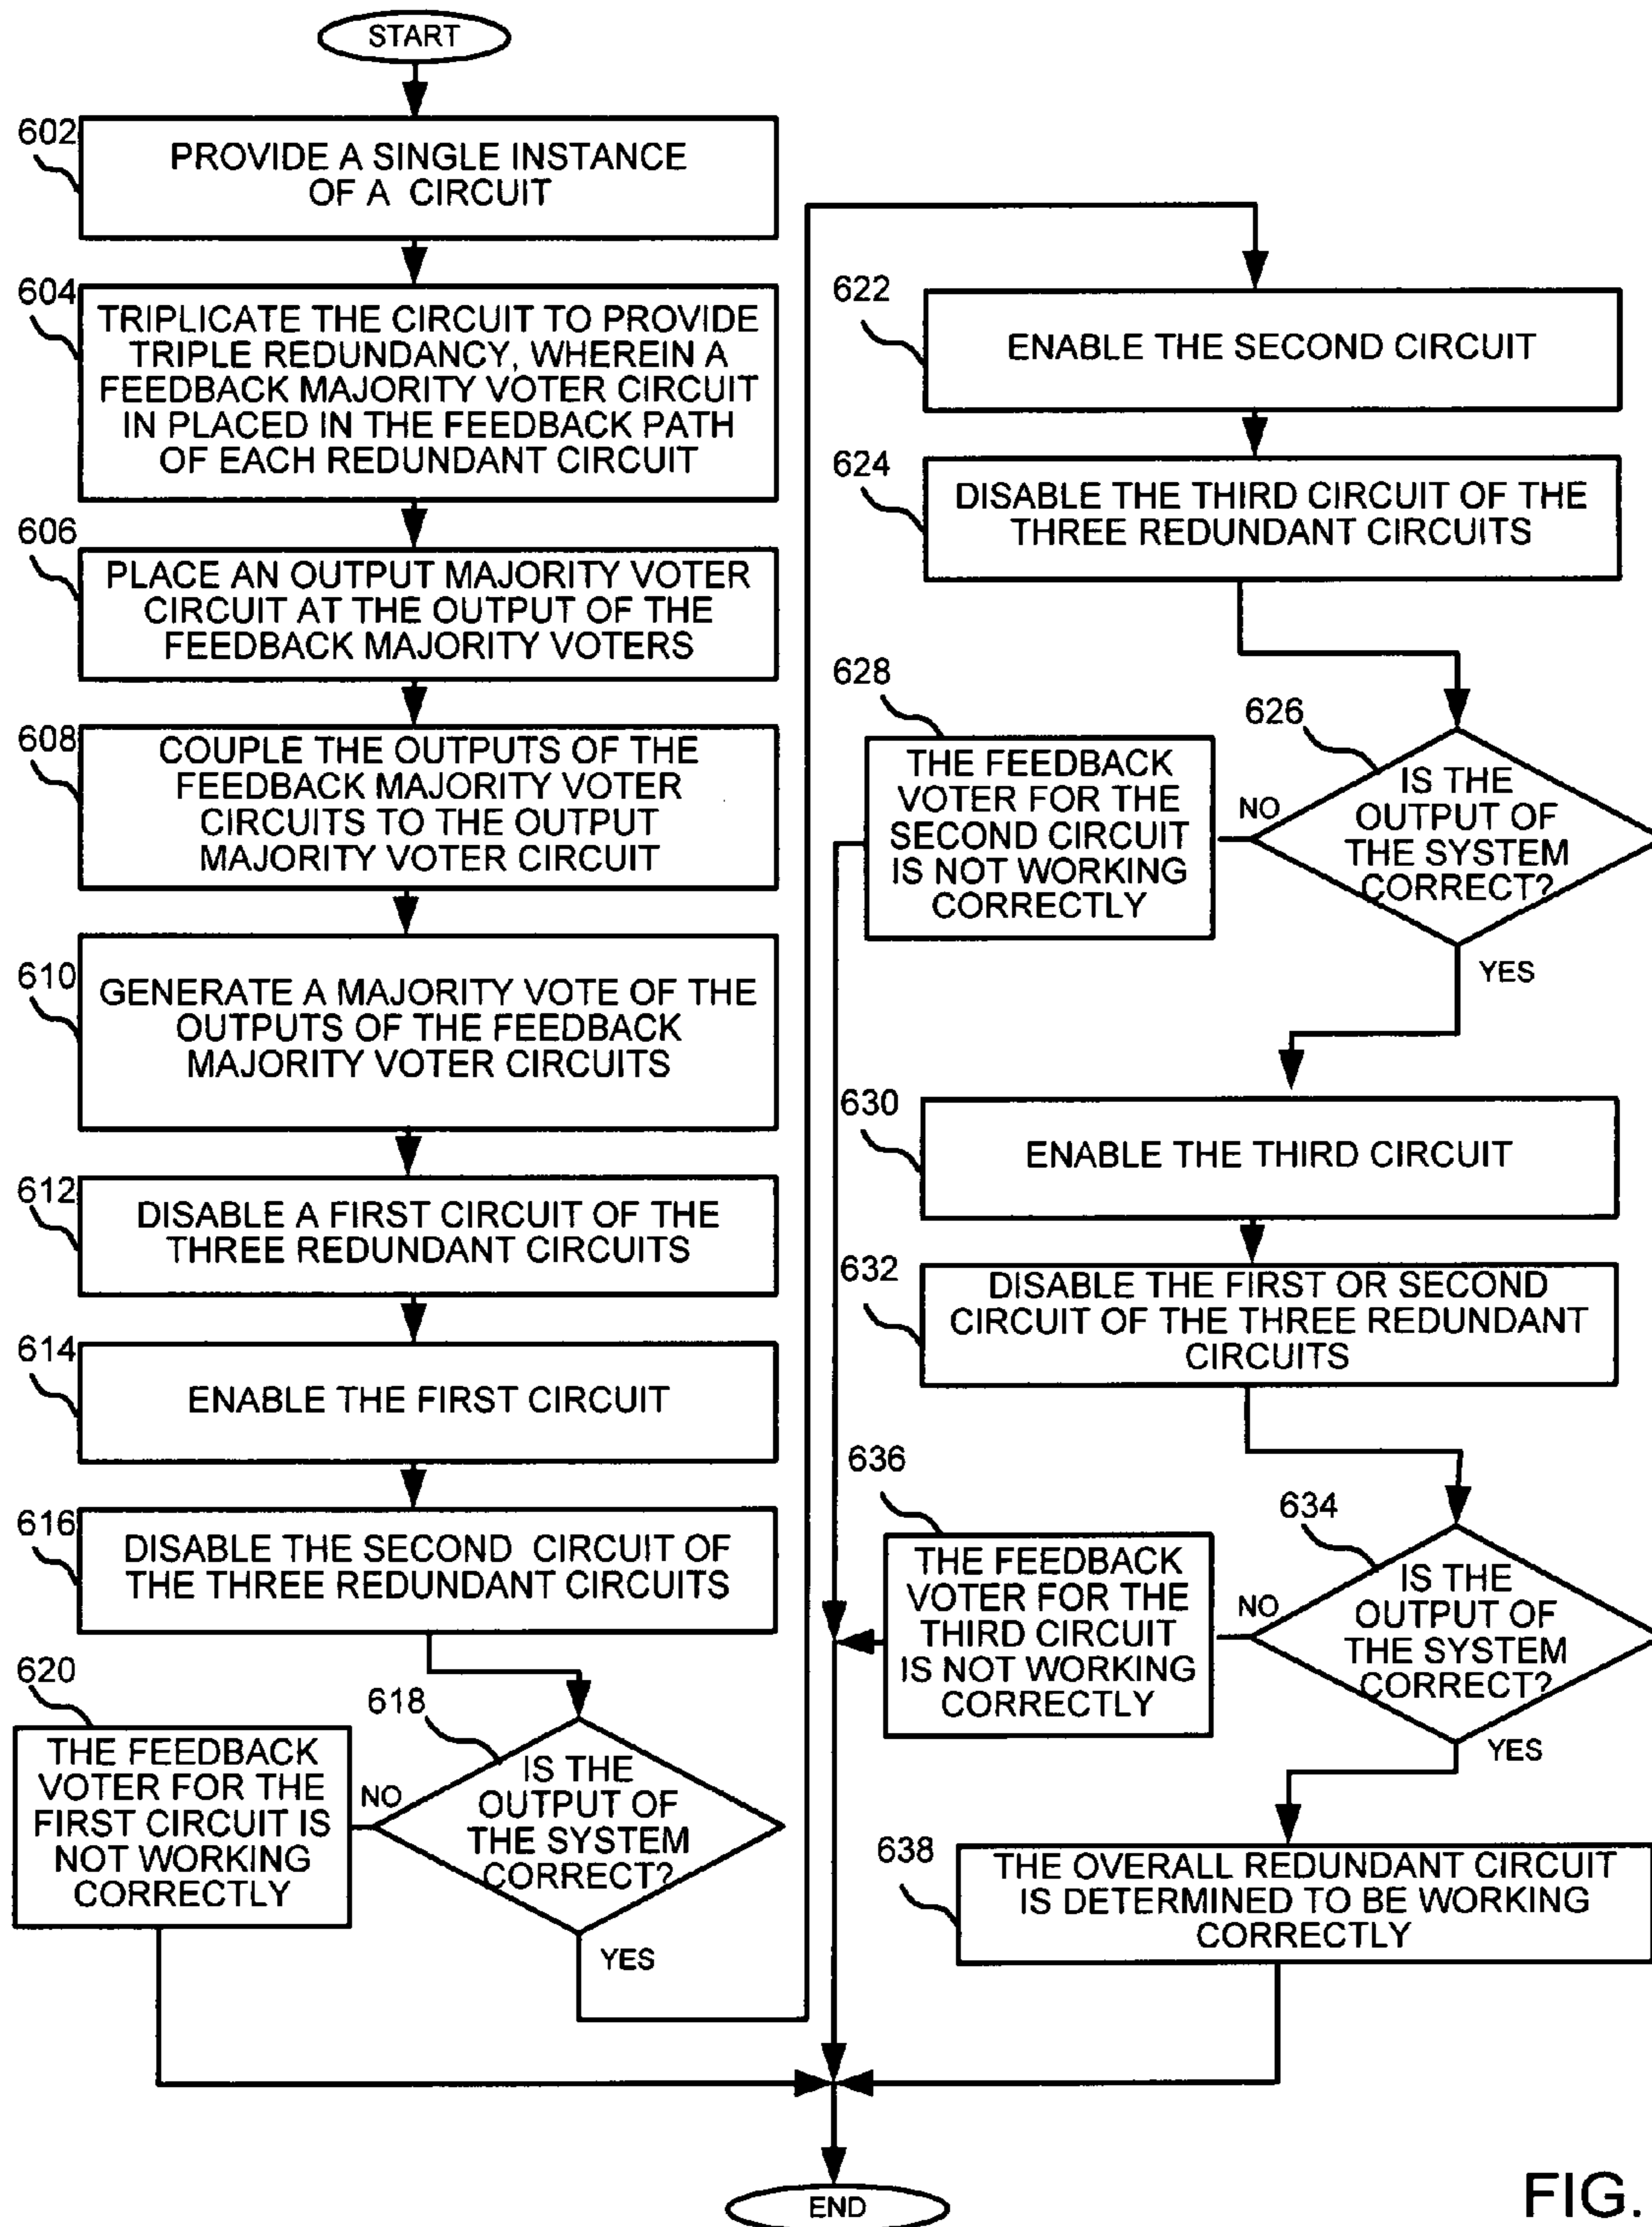 START
602
PROVIDE A SINGLE INSTANCE
OF A CIRCUIT
604
TRIPLICATE THE CIRCUIT TO PROVIDE
TRIPLE REDUNDANCY, WHEREIN A
FEEDBACK MAJORITY VOTER CIRCUIT
IN PLACED IN THE FEEDBACK PATH
OF EACH REDUNDANT CIRCUIT
606
PLACE AN OUTPUT MAJORITY VOTER
CIRCUIT AT THE OUTPUT OF THE
FEEDBACK MAJORITY VOTERS
608
COUPLE THE OUTPUTS OF THE
FEEDBACK MAJORITY VOTER
CIRCUITS TO THE OUTPUT
MAJORITY VOTER CIRCUIT
610
GENERATE A MAJORITY VOTE OF THE
OUTPUTS OF THE FEEDBACK
MAJORITY VOTER CIRCUITS
612
DISABLE A FIRST CIRCUIT OF THE
THREE REDUNDANT CIRCUITS
614
ENABLE THE FIRST CIRCUIT
616
DISABLE THE SECOND CIRCUIT OF
THE THREE REDUNDANT CIRCUITS
618
IS THE
OUTPUT OF
THE SYSTEM
CORRECT?
NO
YES
620
THE FEEDBACK
VOTER FOR THE
FIRST CIRCUIT IS
NOT WORKING
CORRECTLY
622
ENABLE THE SECOND CIRCUIT
624
DISABLE THE THIRD CIRCUIT OF THE
THREE REDUNDANT CIRCUITS
626
IS THE
OUTPUT OF
THE SYSTEM
CORRECT?
NO
YES
628
THE FEEDBACK
VOTER FOR THE
SECOND CIRCUIT
IS NOT WORKING
CORRECTLY
630
ENABLE THE THIRD CIRCUIT
632
DISABLE THE FIRST OR SECOND
CIRCUIT OF THE THREE REDUNDANT
CIRCUITS
634
IS THE
OUTPUT OF
THE SYSTEM
CORRECT?
NO
YES
636
THE FEEDBACK
VOTER FOR THE
THIRD CIRCUIT
IS NOT WORKING
CORRECTLY
638
THE OVERALL REDUNDANT CIRCUIT
IS DETERMINED TO BE WORKING
CORRECTLY
END
FIG.